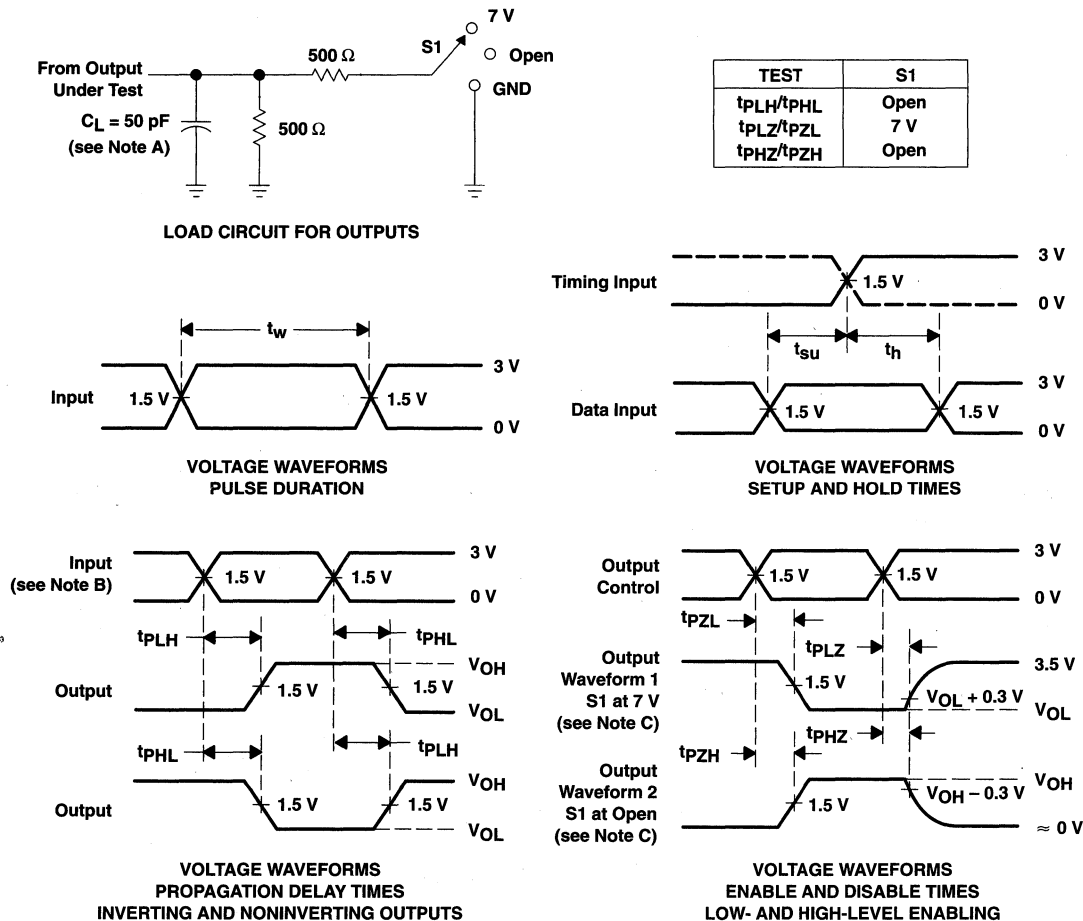 7 V
S1
Open
GND
500 Ω
From Output
Under Test
CL = 50 pF
(see Note A)
500 Ω
LOAD CIRCUIT FOR OUTPUTS
TEST S1
tPLH/tPHL Open
tPLZ/tPZL 7 V
tPHZ/tPZH Open
tw
Input
1.5 V
1.5 V
3 V
0 V
VOLTAGE WAVEFORMS
PULSE DURATION
Timing Input
1.5 V
3 V
0 V
tsu
th
Data Input
1.5 V
1.5 V
3 V
0 V
VOLTAGE WAVEFORMS
SETUP AND HOLD TIMES
Input
(see Note B)
1.5 V
1.5 V
3 V
0 V
tPLH
tPHL
Output
1.5 V
1.5 V
VOH
VOL
tPHL
tPLH
Output
1.5 V
1.5 V
VOH
VOL
VOLTAGE WAVEFORMS
PROPAGATION DELAY TIMES
INVERTING AND NONINVERTING OUTPUTS
Output
Control
1.5 V
1.5 V
3 V
0 V
tPZL
tPLZ
Output
Waveform 1
S1 at 7 V
(see Note C)
1.5 V
3.5 V
VOL + 0.3 V
VOL
tPZH
tPHZ
Output
Waveform 2
S1 at Open
(see Note C)
1.5 V
VOH
VOH − 0.3 V
≈ 0 V
VOLTAGE WAVEFORMS
ENABLE AND DISABLE TIMES
LOW- AND HIGH-LEVEL ENABLING